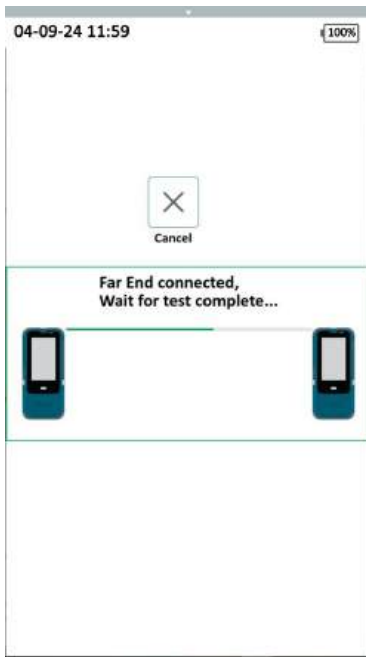 04-09-24 11:59
100%
Cancel
Far End connected,
Wait for test complete...